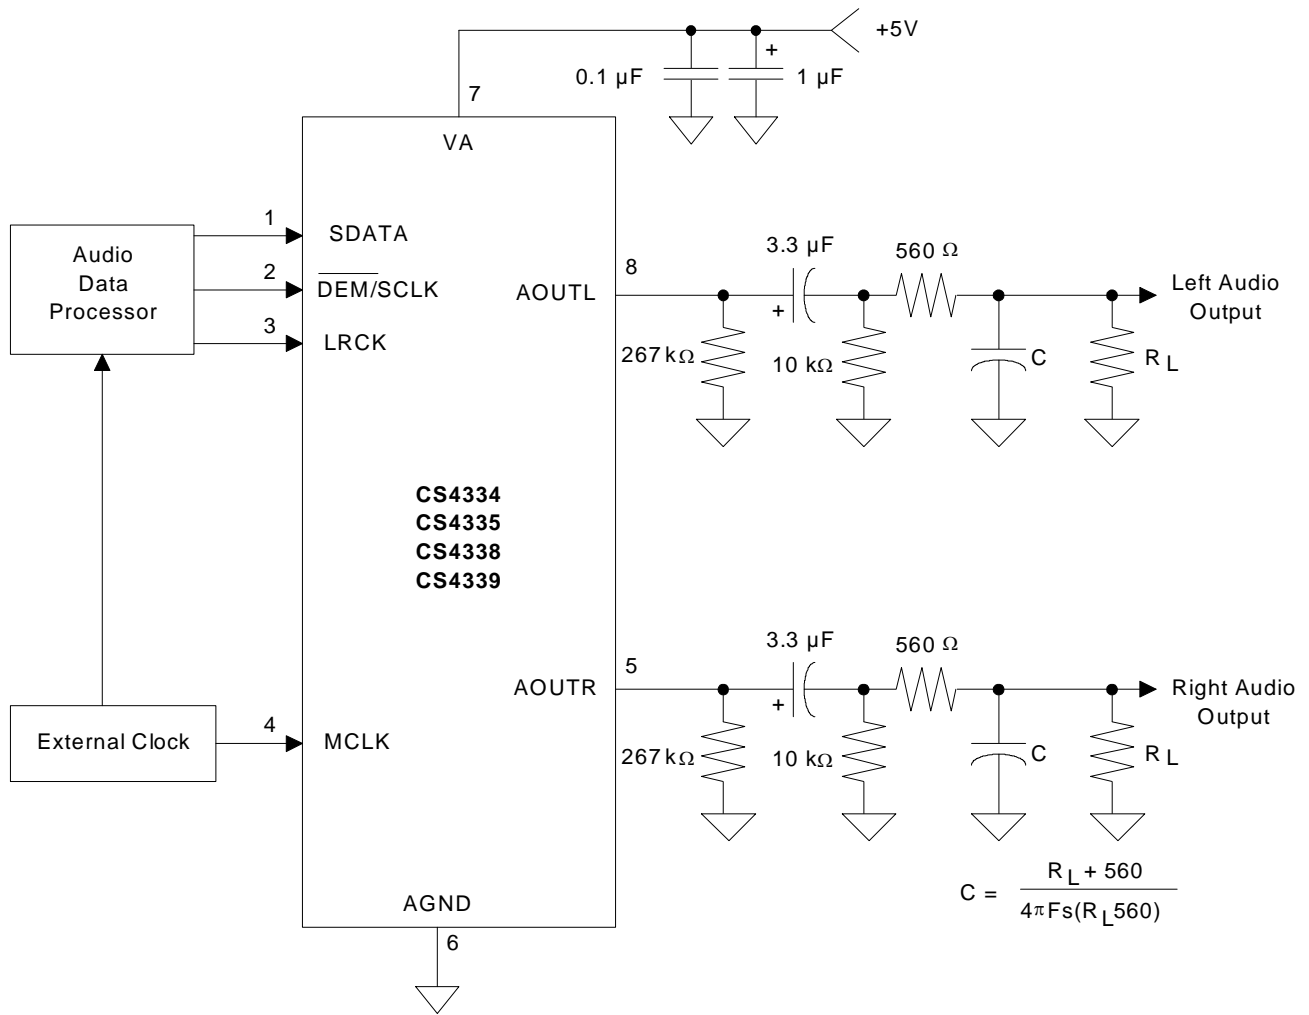 +5V
+
0.1 µF
1 µF
7
VA
1
SDATA
Audio
Data
Processor
2
DEM/SCLK
3
LRCK
8
AOUTL
3.3 µF
+
560 Ω
267 kΩ
10 kΩ
C
R L
Left Audio
Output
CS4334
CS4335
CS4338
CS4339
5
AOUTR
3.3 µF
+
560 Ω
267 kΩ
10 kΩ
C
R L
Right Audio
Output
External Clock
4
MCLK
C = R L + 560
4πFs(R L 560)
AGND
6